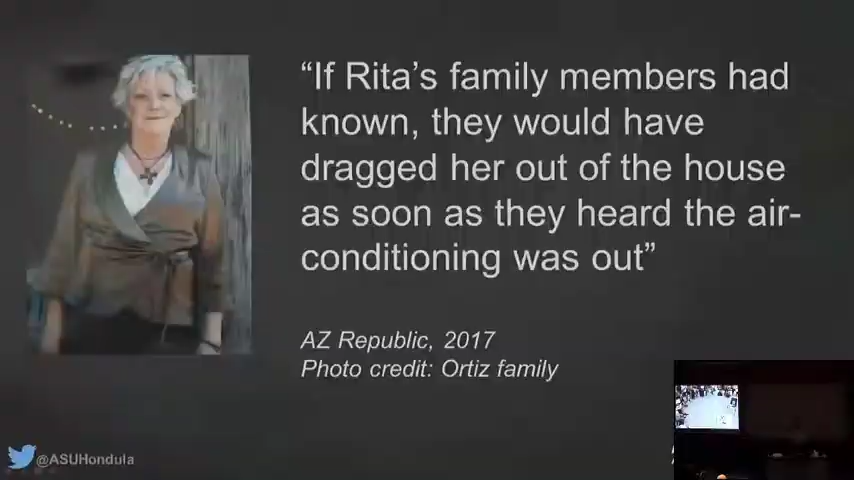 “If Rita’s family members had
known, they would have
dragged her out of the house
as soon as they heard the air-
conditioning was out”
AZ Republic, 2017
Photo credit: Ortiz family
@ASUHondula